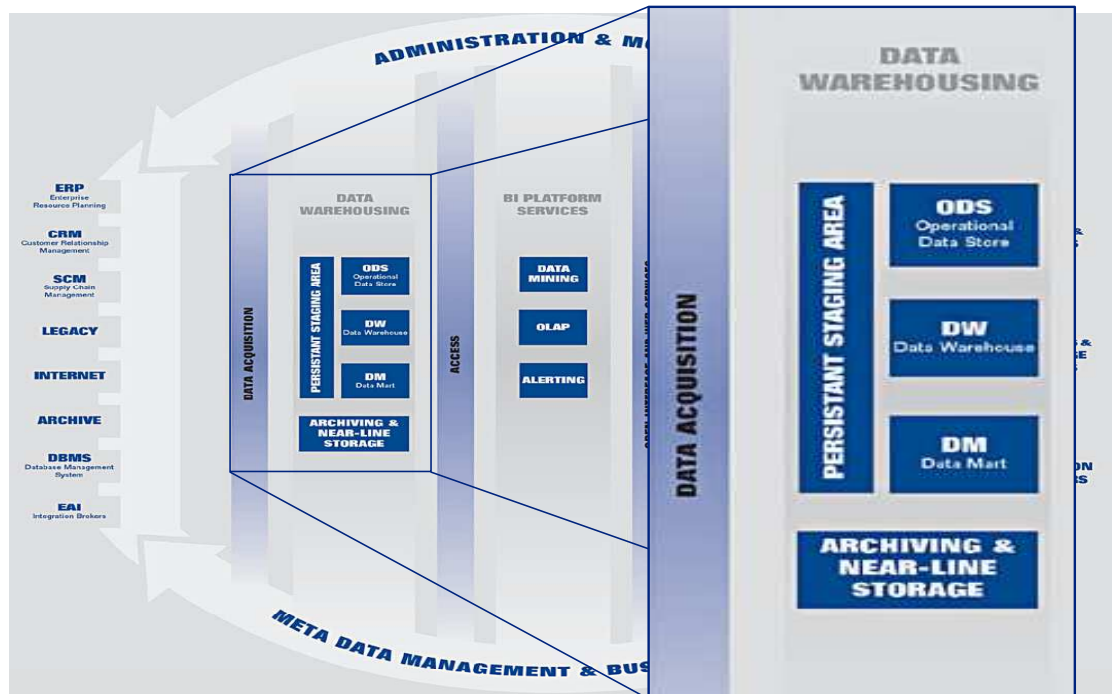 ADMINISTRATION & MO
ERP
Enterprise
Resource Planning
CRM
Customer Relationship
Management
SCM
Supply Chain
Management
LEGACY
INTERNET
ARCHIVE
DBMS
Database Management
System
EAI
Integration Brokers
DATA ACQUISITION
DATA
WAREHOUSING
PERSISTANT STAGING AREA
ODS
Operational
Data Store
DW
Data Warehouse
DM
Data Mart
ARCHIVING &
NEAR-LINE
STORAGE
ACCESS
BI PLATFORM
SERVICES
DATA
MINING
OLAP
ALERTING
META DATA MANAGEMENT & BUS
DATA ACQUISITION
DATA
WAREHOUSING
PERSISTANT STAGING AREA
ODS
Operational
Data Store
DW
Data Warehouse
DM
Data Mart
ARCHIVING &
NEAR-LINE
STORAGE